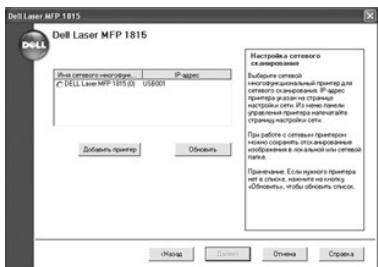 Dell Laser MFP 1815
DELL
Dell Laser MFP 1815
Имя сетевого многофунк...
IP-адрес
DELL Laser MFP 1815 (0)
USB001
Добавить принтер
Обновить
Настройка сетевого
сканирования
Выберите сетевой
многофункциональный принтер для
сетевого сканирования. IP-адрес
принтера указан на странице
настройки сети. Из меню панели
управления принтера напечатайте
страницу настройки сети.
При работе с сетевым принтером
можно сохранять отсканированные
изображения в локальной или сетевой
папке.
Примечание. Если нужного принтера
нет в списке, нажмите на кнопку
«Обновить», чтобы обновить список.
<Назад
Далее>
Отмена
Справка